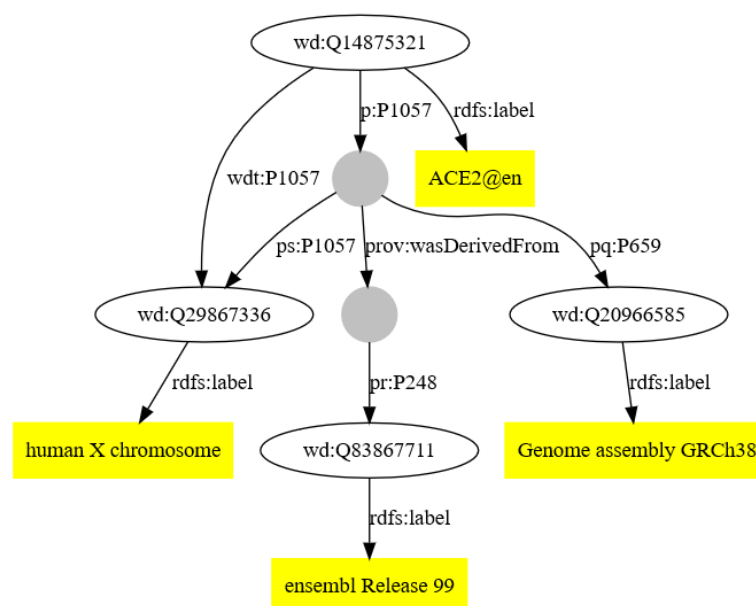 wd:Q14875321
p:P1057
rdfs:label
wdt:P1057
ACE2@en
ps:P1057
prov:wasDerivedFrom
pq:P659
wd:Q29867336
wd:Q20966585
rdfs:label
pr:P248
rdfs:label
human X chromosome
wd:Q83867711
Genome assembly GRCh38
rdfs:label
ensembl Release 99